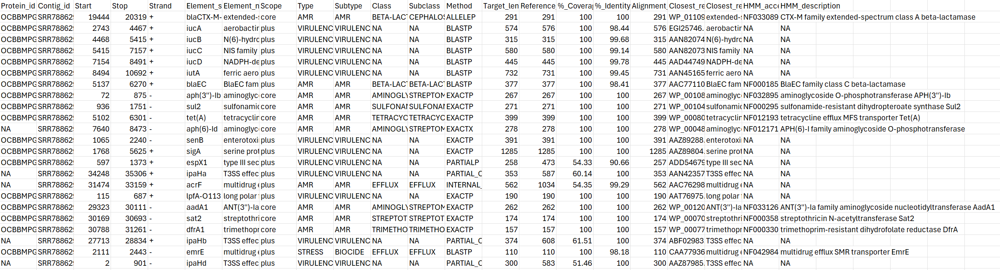 Protein_id Contig_id Start Stop Strand Element_s Element_n Scope Type Subtype Class Subclass Method Target_len Reference_ %_Coverag %_Identity Alignment_ Closest_re Closest_re HMM_acce HMM_description
OCBBMPG SRR78862 19444 20319 + blaCTX-M- extended-s core AMR AMR BETA-LACT CEPHALOS ALLELEP 291 291 100 100 291 WP_01109 extended-s NF033089 CTX-M family extended-spectrum class A beta-lactamase
OCBBMPG SRR78862 2743 4467 + iucA aerobactin plus VIRULENC VIRULENC NA NA BLASTP 574 576 100 98.44 576 EGI25746. aerobactin NA NA
OCBBMPG SRR78862 4468 5415 + iucB N(6)-hydro plus VIRULENC VIRULENC NA NA BLASTP 315 315 100 99.68 315 AAN82074 N(6)-hydro NA NA
OCBBMPG SRR78862 5415 7157 + iucC NIS family plus VIRULENC VIRULENC NA NA BLASTP 580 580 100 99.14 580 AAN82073 NIS family NA NA
OCBBMPG SRR78862 7154 8491 + iucD NADPH-de plus VIRULENC VIRULENC NA NA BLASTP 445 445 100 99.78 445 AAD44749 NADPH-de NA NA
OCBBMPG SRR78862 8494 10692 + iutA ferric aero plus VIRULENC VIRULENC NA NA BLASTP 732 731 100 99.45 731 AAN45165 ferric aero NA NA
OCBBMPG SRR78862 5137 6270 + blaEC BlaEC fam plus AMR AMR BETA-LACT BETA-LACT BLASTP 377 377 100 98.41 377 AAC77110 BlaEC fam NF000185 BlaEC family class C beta-lactamase
OCBBMPG SRR78862 72 875 - aph(3")-Ib aminoglyc core AMR AMR AMINOGLY STREPTOM EXACTP 267 267 100 100 267 WP_00108 aminoglyc NF032895 aminoglycoside O-phosphotransferase APH(3")-Ib
OCBBMPG SRR78862 936 1751 - sul2 sulfonamid core AMR AMR SULFONAM SULFONAM EXACTP 271 271 100 100 271 WP_00104 sulfonamid NF000295 sulfonamide-resistant dihydropteroate synthase Sul2
OCBBMPG SRR78862 5102 6301 - tet(A) tetracyclin core AMR AMR TETRACYC TETRACYC EXACTP 399 399 100 100 399 WP_00080 tetracyclin NF012193 tetracycline efflux MFS transporter Tet(A)
NA SRR78862 7640 8473 - aph(6)-Id aminoglyc core AMR AMR AMINOGLY STREPTOM EXACTX 278 278 100 100 278 WP_00048 aminoglyc NF012171 APH(6)-I family aminoglycoside O-phosphotransferase
OCBBMPG SRR78862 1065 2240 - senB enterotoxi plus VIRULENC VIRULENC NA NA EXACTP 391 391 100 100 391 AAZ89288. enterotoxi NA NA
OCBBMPG SRR78862 1768 5625 + sigA serine prot plus VIRULENC VIRULENC NA NA EXACTP 1285 1285 100 100 1285 AAZ89804. serine prot NA NA
OCBBMPG SRR78862 597 1373 + espX1 type III sec plus VIRULENC VIRULENC NA NA PARTIALP 258 473 54.33 90.66 257 ADD54679 type III sec NA NA
NA SRR78862 34248 35306 + ipaHa T3SS effec plus VIRULENC VIRULENC NA NA PARTIAL_C 353 587 60.14 100 353 AAN42357 T3SS effec NA NA
NA SRR78862 31474 33159 + acrF multidrug e plus AMR AMR EFFLUX EFFLUX INTERNAL_ 562 1034 54.35 99.29 562 AAC76298 multidrug e NA NA
OCBBMPG SRR78862 115 687 + lpfA-O113 long polar f plus VIRULENC VIRULENC NA NA EXACTP 190 190 100 100 190 AAT76975. long polar f NA NA
OCBBMPG SRR78862 29323 30111 - aadA1 ANT(3")-Ia core AMR AMR AMINOGLY STREPTOM EXACTP 262 262 100 100 262 WP_00120 ANT(3")-Ia NF033126 ANT(3")-Ia family aminoglycoside nucleotidyltransferase AadA1
OCBBMPG SRR78862 30169 30693 - sat2 streptothri core AMR AMR STREPTOT STREPTOT EXACTP 174 174 100 100 174 WP_00070 streptothri NF000358 streptothricin N-acetyltransferase Sat2
OCBBMPG SRR78862 30788 31261 - dfrA1 trimethopr core AMR AMR TRIMETHO TRIMETHO EXACTP 157 157 100 100 157 WP_00077 trimethopr NF000330 trimethoprim-resistant dihydrofolate reductase DfrA
NA SRR78862 27713 28834 + ipaHb T3SS effec plus VIRULENC VIRULENC NA NA PARTIAL_C 374 608 61.51 100 374 ABF02983. T3SS effec NA NA
OCBBMPG SRR78862 2111 2443 - emrE multidrug e plus STRESS BIOCIDE EFFLUX EFFLUX BLASTP 110 110 100 98.18 110 CAA77936 multidrug e NF042984 multidrug efflux SMR transporter EmrE
NA SRR78862 2 901 - ipaHd T3SS effec plus VIRULENC VIRULENC NA NA PARTIAL_C 300 583 51.46 100 300 AAZ87985. T3SS effec NA NA